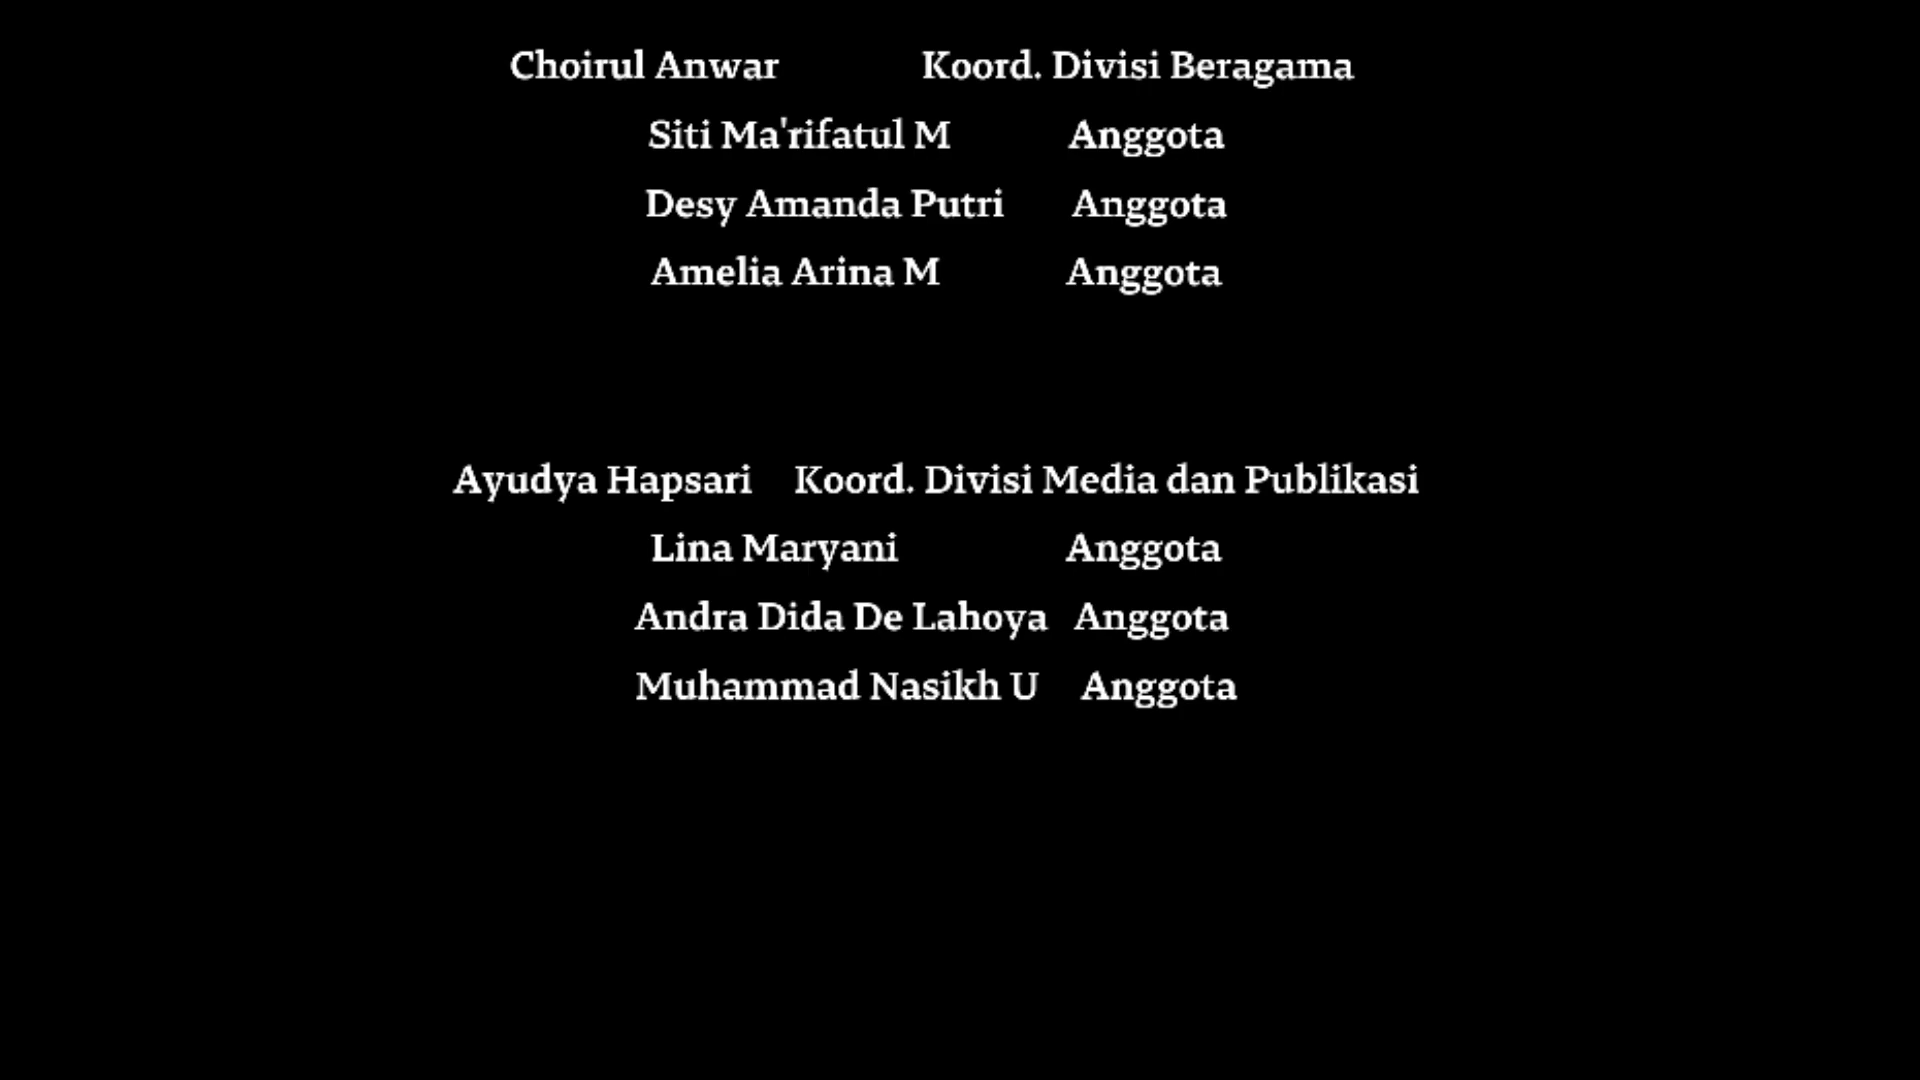 Choirul Anwar Koord. Divisi Beragama
Siti Ma'rifatul M Anggota
Desy Amanda Putri Anggota
Amelia Arina M Anggota
Ayudya Hapsari Koord. Divisi Media dan Publikasi
Lina Maryani Anggota
Andra Dida De Lahoya Anggota
Muhammad Nasikh U Anggota